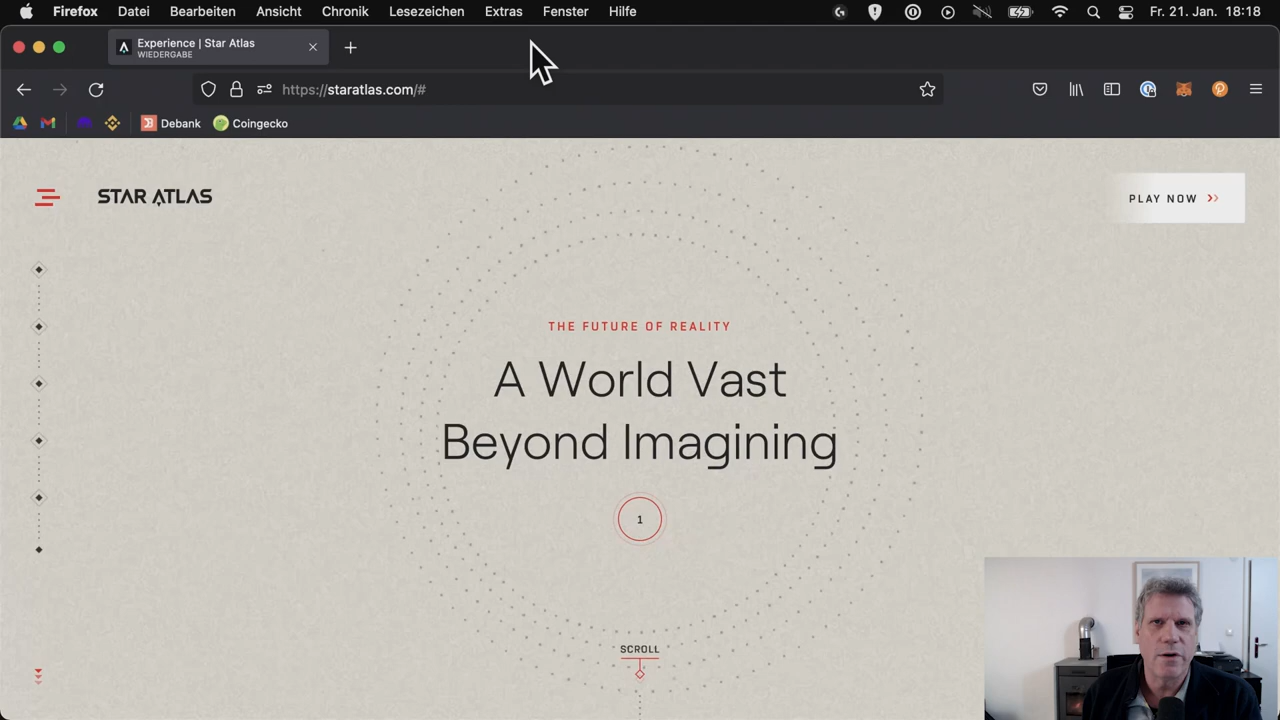 Firefox Datei Bearbeiten Ansicht Chronik Lesezeichen Extras Fenster Hilfe Fr. 21. Jan. 18:18
Experience | Star Atlas
WIEDERGABE
https://staratlas.com/#
Debank Coingecko
STAR ATLAS
PLAY NOW
THE FUTURE OF REALITY
A World Vast
Beyond Imagining
1
SCROLL